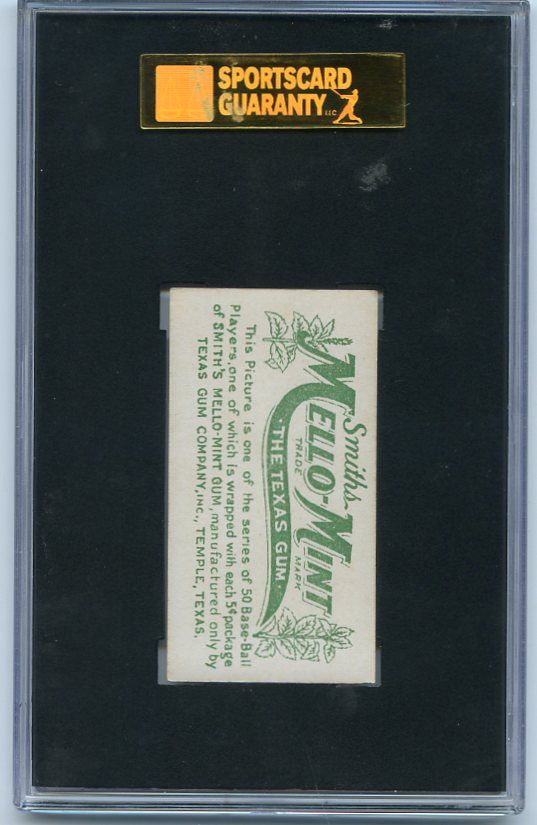 SPORTSCARD
GUARANTY LLC
Smiths
MELLO-MINT
TRADE MARK
·THE TEXAS GUM·
This Picture is one of the series of 50 Base-Ball
Players, one of which is wrapped with each 5¢ package
of SMITH'S MELLO-MINT GUM, manufactured only by
TEXAS GUM COMPANY, INC., TEMPLE, TEXAS.